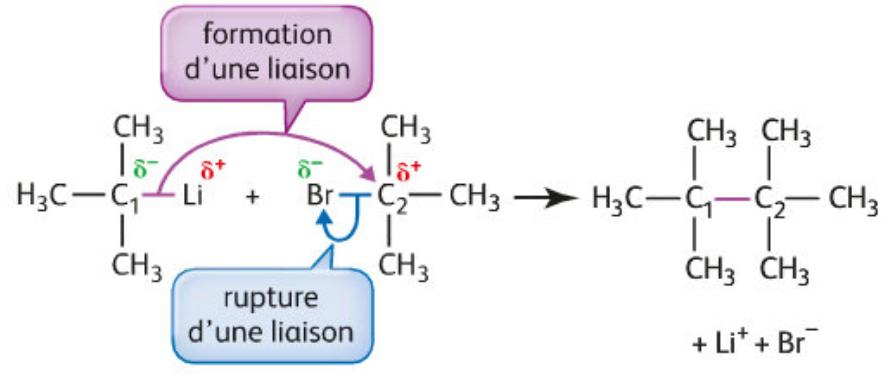 formation
d'une liaison
CH₃ CH₃ CH₃ CH₃
δ⁻ δ⁺ δ⁻ δ⁺
H₃C C₁ Li + Br C₂ CH₃ H₃C C₁ C₂ CH₃
CH₃ CH₃ CH₃ CH₃
rupture
d'une liaison
+ Li⁺ + Br⁻